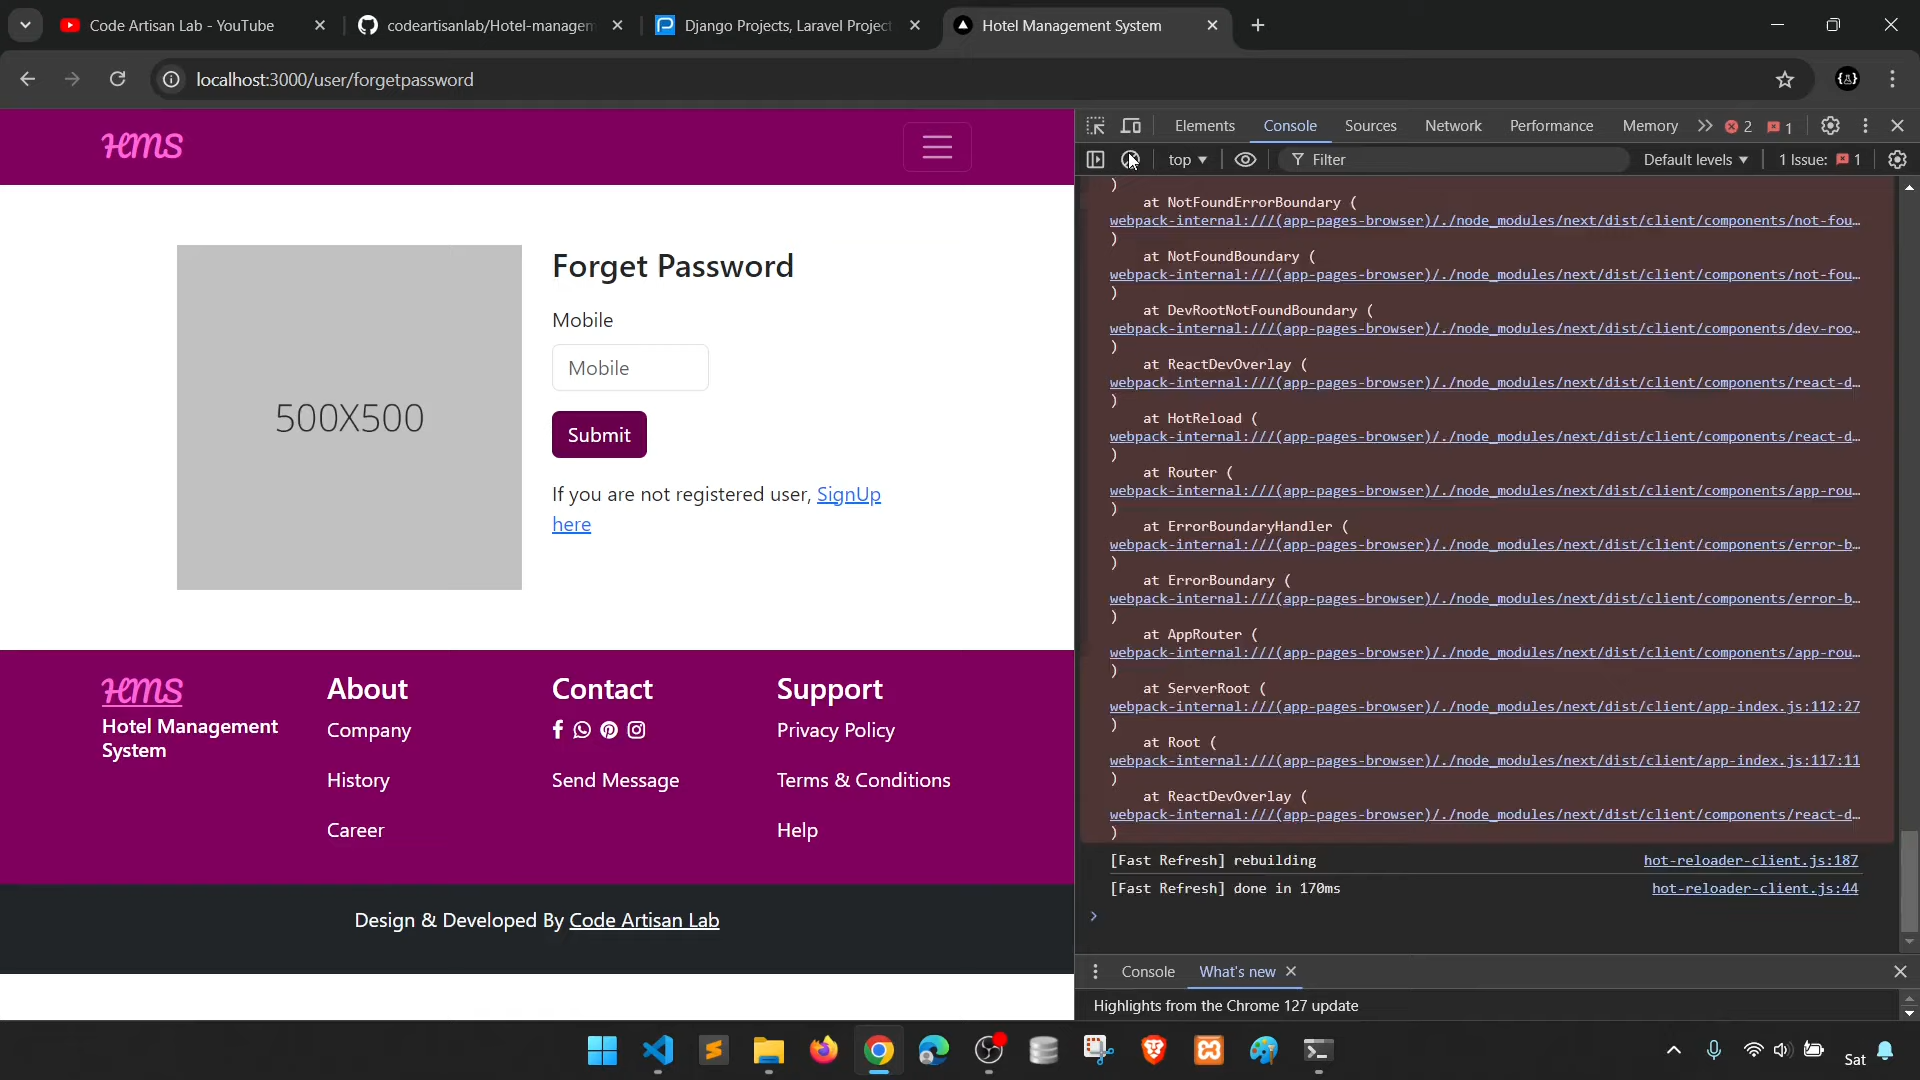 Code Artisan Lab - YouTube
codeartisanlab/Hotel-managem
Django Projects, Laravel Project
Hotel Management System
localhost:3000/user/forgetpassword
HMS
Forget Password
Mobile
Mobile
500X500
Submit
If you are not registered user, SignUp
here
HMS
Hotel Management
System
About
Company
History
Career
Contact
Send Message
Support
Privacy Policy
Terms & Conditions
Help
Design & Developed By Code Artisan Lab
Elements
Console
Sources
Network
Performance
Memory
2
1
top
Filter
Default levels
1 Issue: 1
)
at NotFoundErrorBoundary (
webpack-internal:///(app-pages-browser)/./node_modules/next/dist/client/components/not-fou…
)
at NotFoundBoundary (
webpack-internal:///(app-pages-browser)/./node_modules/next/dist/client/components/not-fou…
)
at DevRootNotFoundBoundary (
webpack-internal:///(app-pages-browser)/./node_modules/next/dist/client/components/dev-roo…
)
at ReactDevOverlay (
webpack-internal:///(app-pages-browser)/./node_modules/next/dist/client/components/react-d…
)
at HotReload (
webpack-internal:///(app-pages-browser)/./node_modules/next/dist/client/components/react-d…
)
at Router (
webpack-internal:///(app-pages-browser)/./node_modules/next/dist/client/components/app-rou…
)
at ErrorBoundaryHandler (
webpack-internal:///(app-pages-browser)/./node_modules/next/dist/client/components/error-b…
)
at ErrorBoundary (
webpack-internal:///(app-pages-browser)/./node_modules/next/dist/client/components/error-b…
)
at AppRouter (
webpack-internal:///(app-pages-browser)/./node_modules/next/dist/client/components/app-rou…
)
at ServerRoot (
webpack-internal:///(app-pages-browser)/./node_modules/next/dist/client/app-index.js:112:27
)
at Root (
webpack-internal:///(app-pages-browser)/./node_modules/next/dist/client/app-index.js:117:11
)
at ReactDevOverlay (
webpack-internal:///(app-pages-browser)/./node_modules/next/dist/client/components/react-d…
)
[Fast Refresh] rebuilding hot-reloader-client.js:187
[Fast Refresh] done in 170ms hot-reloader-client.js:44
Console
What's new
Highlights from the Chrome 127 update
Sat